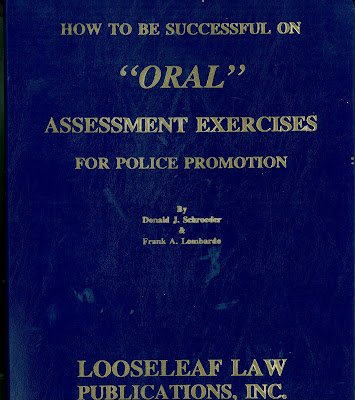 HOW TO BE SUCCESSFUL ON
“ORAL”
ASSESSMENT EXERCISES
FOR POLICE PROMOTION
By
Donald J. Schroeder
&
Frank A. Lombardo
LOOSELEAF LAW
PUBLICATIONS, INC.